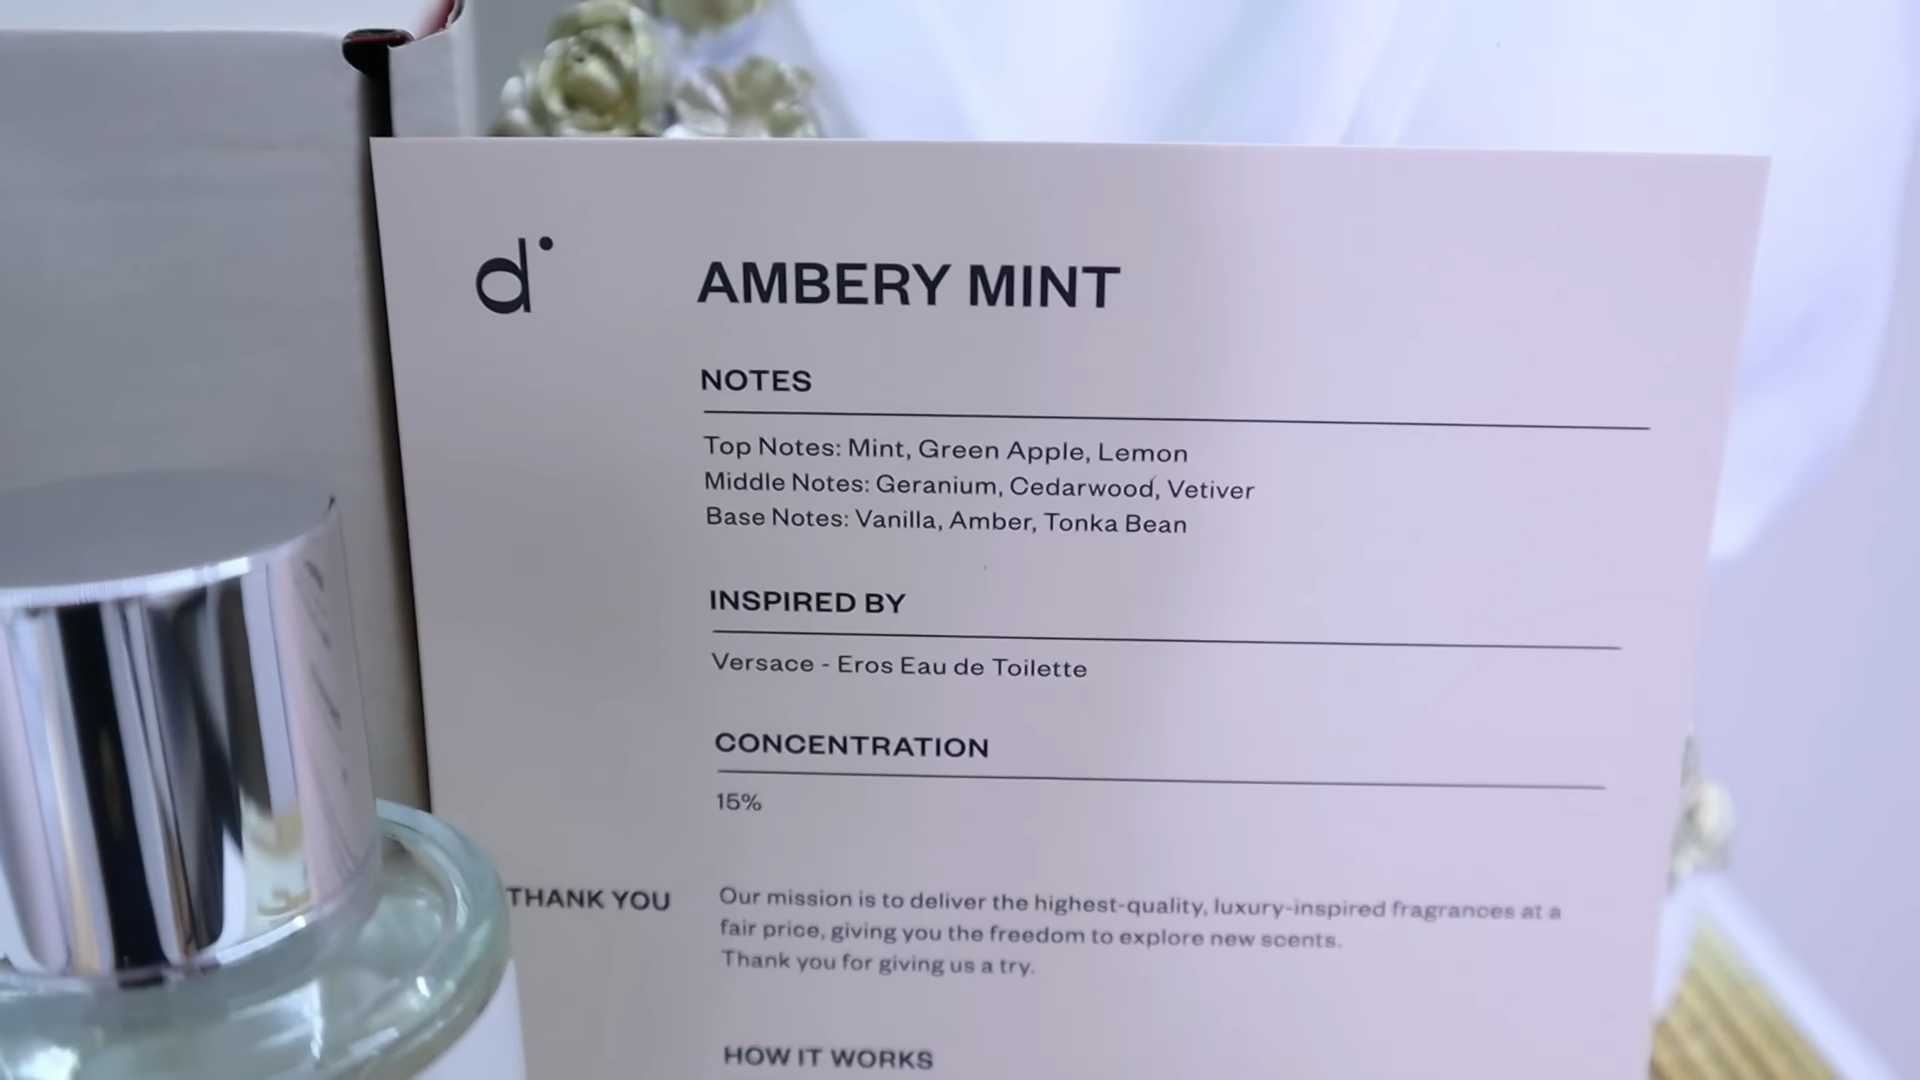 d
AMBERY MINT
NOTES
Top Notes: Mint, Green Apple, Lemon
Middle Notes: Geranium, Cedarwood, Vetiver
Base Notes: Vanilla, Amber, Tonka Bean
INSPIRED BY
Versace - Eros Eau de Toilette
CONCENTRATION
15%
THANK YOU
Our mission is to deliver the highest-quality, luxury-inspired fragrances at a
fair price, giving you the freedom to explore new scents.
Thank you for giving us a try.
HOW IT WORKS